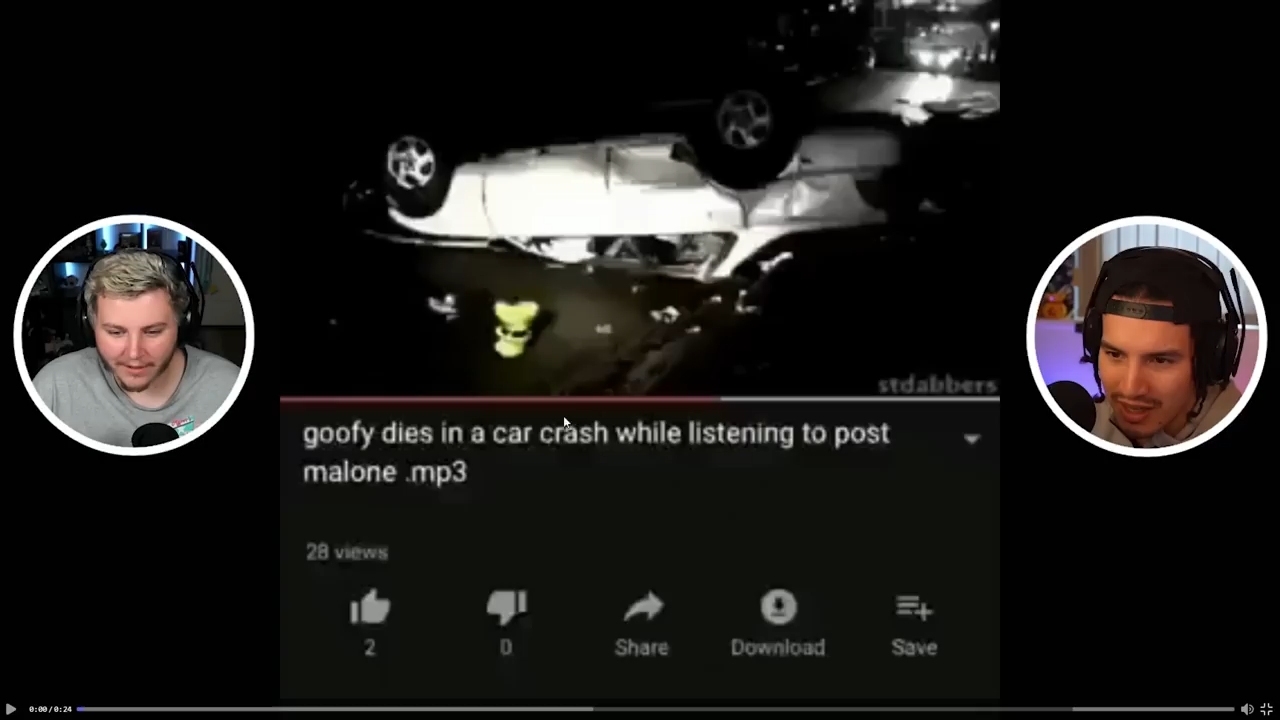 stdabbers
goofy dies in a car crash while listening to post
malone .mp3
28 views
2
0
Share
Download
Save
0:00/0:24